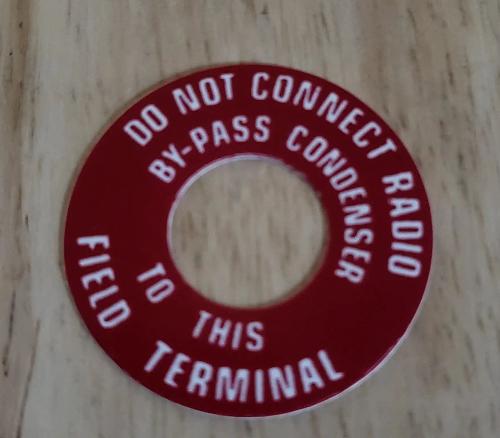 DO NOT CONNECT RADIO
BY-PASS CONDENSER
TO THIS
FIELD TERMINAL